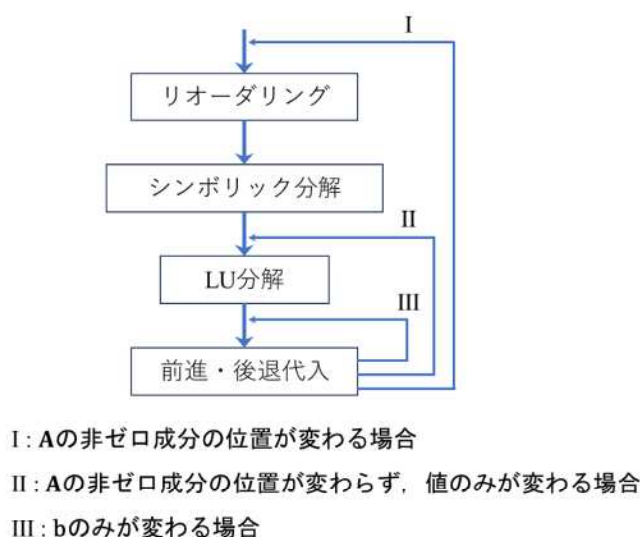 I
リオーダリング
シンボリック分解
II
LU分解
III
前進・後退代入
I : Aの非ゼロ成分の位置が変わる場合
II : Aの非ゼロ成分の位置が変わらず，値のみが変わる場合
III : bのみが変わる場合